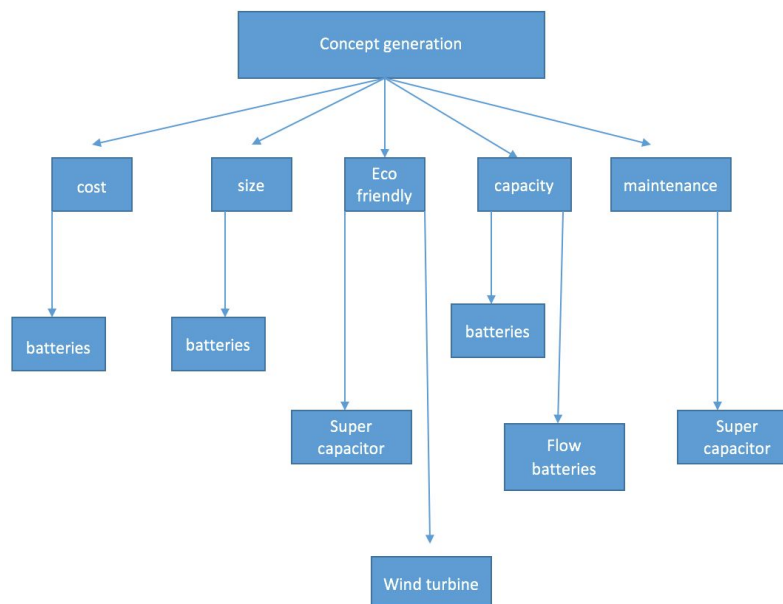 Concept generation
cost
size
Eco
friendly
capacity
maintenance
batteries
batteries
batteries
Super
capacitor
Flow
batteries
Super
capacitor
Wind turbine